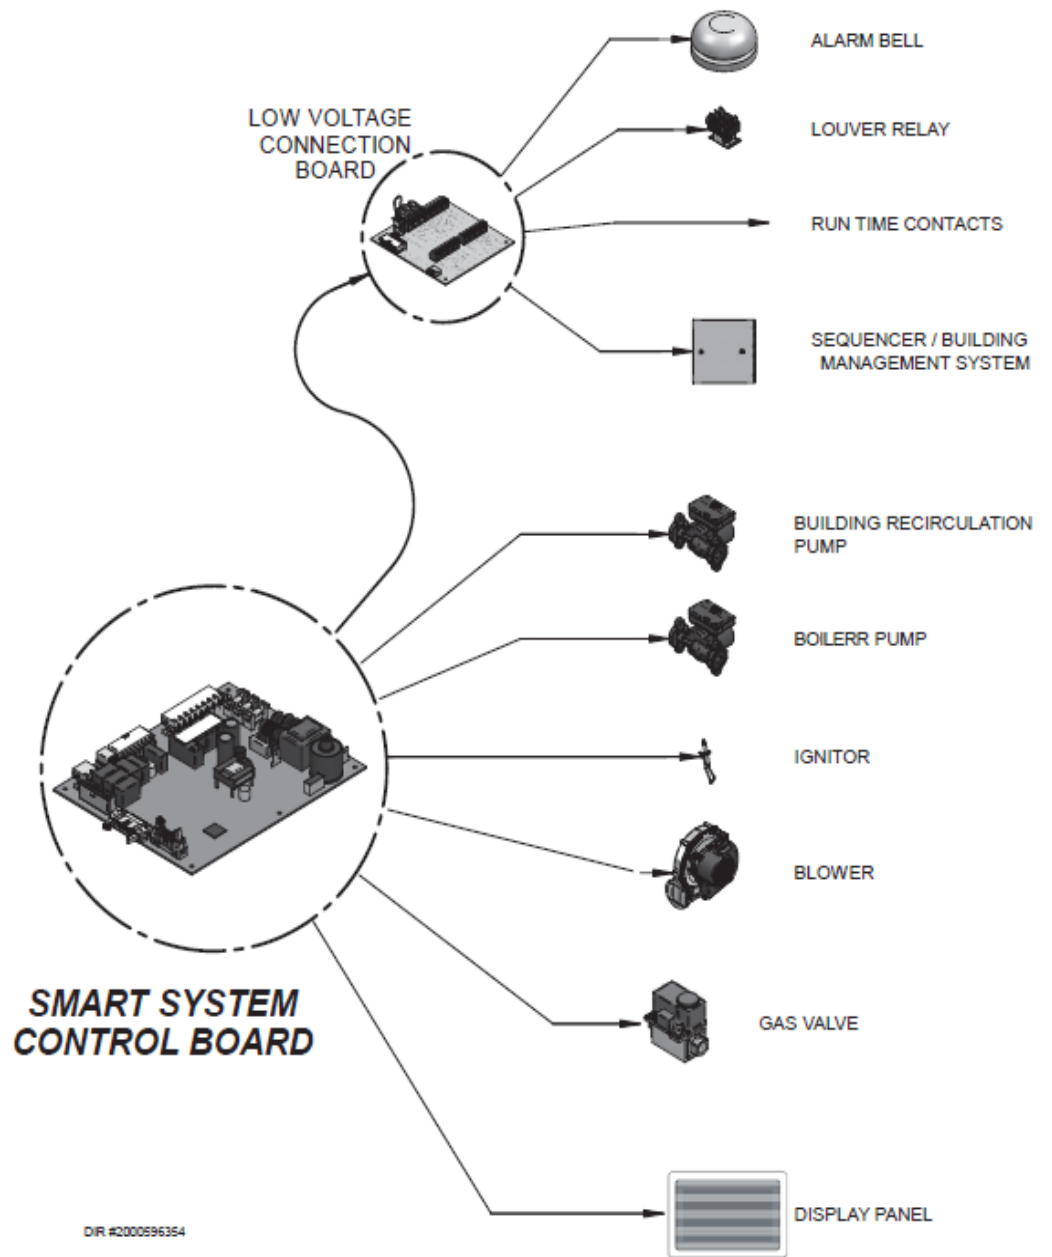 ALARM BELL
LOW VOLTAGE
CONNECTION
BOARD
LOUVER RELAY
RUN TIME CONTACTS
SEQUENCER / BUILDING
MANAGEMENT SYSTEM
BUILDING RECIRCULATION
PUMP
BOILERR PUMP
IGNITOR
BLOWER
SMART SYSTEM
CONTROL BOARD
GAS VALVE
DISPLAY PANEL
DIR #2000596354